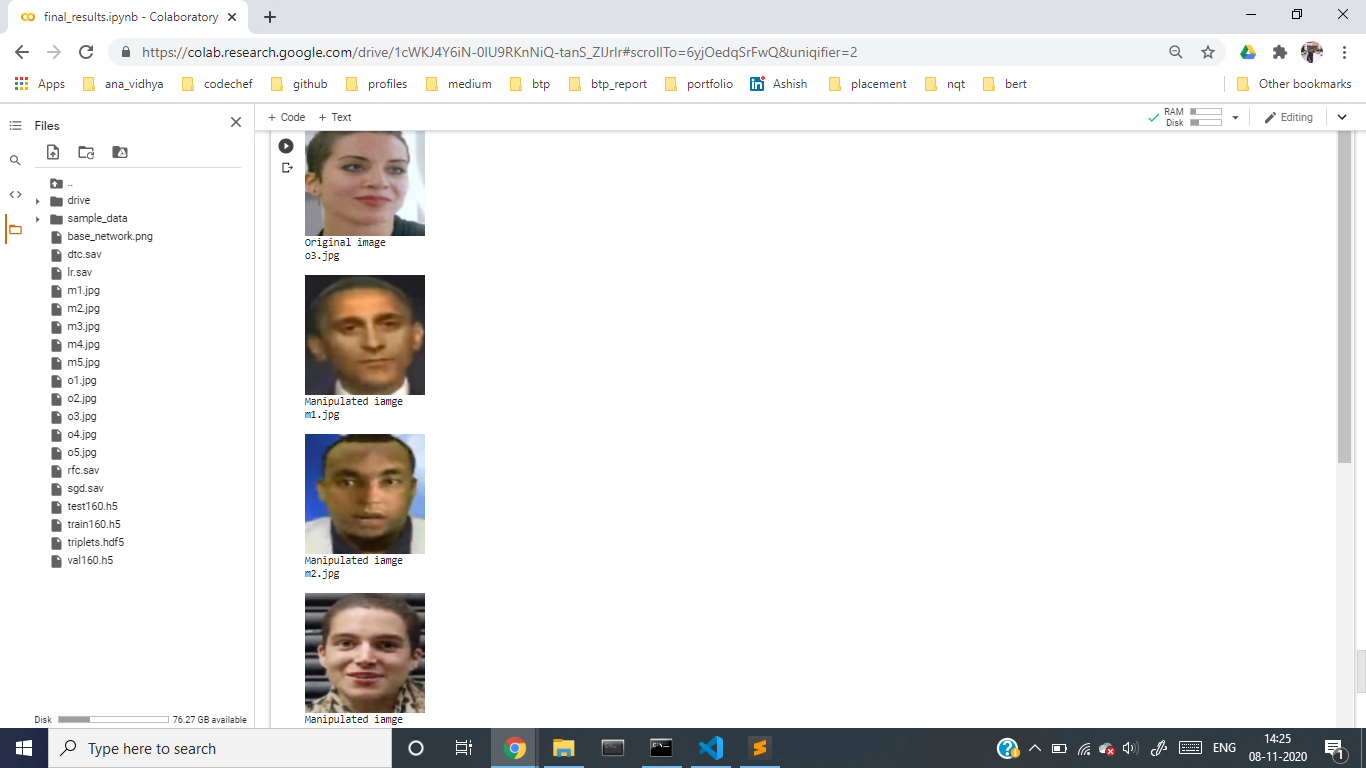 final_results.ipynb - Colaboratory
https://colab.research.google.com/drive/1cWKJ4Y6iN-0lU9RKnNiQ-tanS_ZlJrlr#scrollTo=6yjOedqSrFwQ&uniqifier=2
Apps ana_vidhya codechef github profiles medium btp btp_report portfolio Ashish placement nqt bert Other bookmarks
Files
+ Code + Text
RAM
Disk
Editing
..
drive
sample_data
base_network.png
dtc.sav
lr.sav
m1.jpg
m2.jpg
m3.jpg
m4.jpg
m5.jpg
o1.jpg
o2.jpg
o3.jpg
o4.jpg
o5.jpg
rfc.sav
sgd.sav
test160.h5
train160.h5
triplets.hdf5
val160.h5
Disk 76.27 GB available
Original image
o3.jpg
Manipulated iamge
m1.jpg
Manipulated iamge
m2.jpg
Manipulated iamge
Type here to search
ENG
14:25
08-11-2020
1